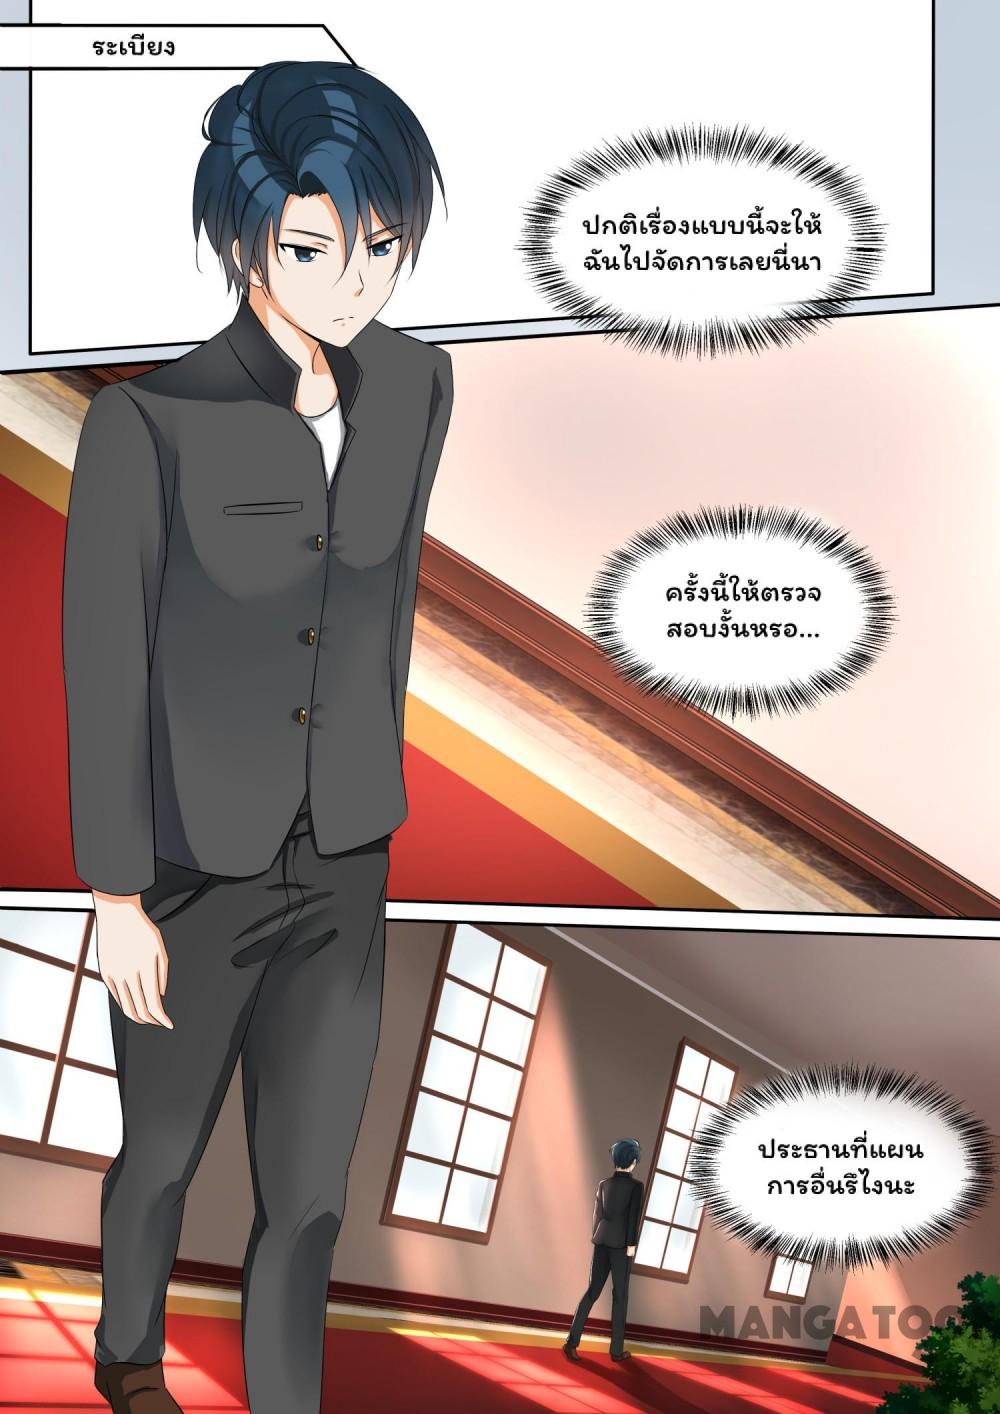 ระเบียง
ปกติเรื่องแบบนี้จะให้
ฉันไปจัดการเลยนี่นา
ครั้งนี้ให้ตรวจ
สอบงั้นหรอ...
ประธานที่แผน
การอื่นรึไงนะ
MANGATOO